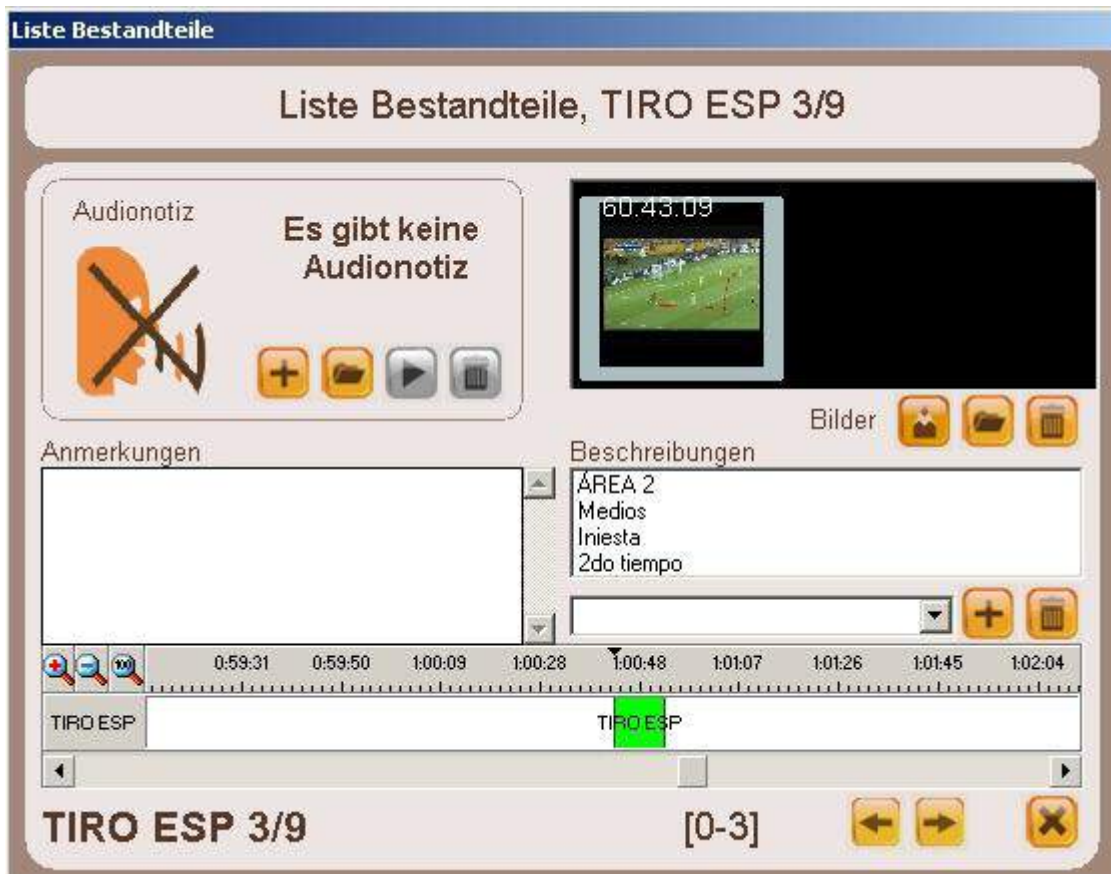 Liste Bestandteile
Liste Bestandteile, TIRO ESP 3/9
Audionotiz
Es gibt keine
Audionotiz
60:43:09
Bilder
Anmerkungen
Beschreibungen
ÁREA 2
Medios
Iniesta
2do tiempo
100
0:59:31 0:59:50 1:00:09 1:00:28 1:00:48 1:01:07 1:01:26 1:01:45 1:02:04
TIRO ESP TIRO ESP
TIRO ESP 3/9 [0-3]